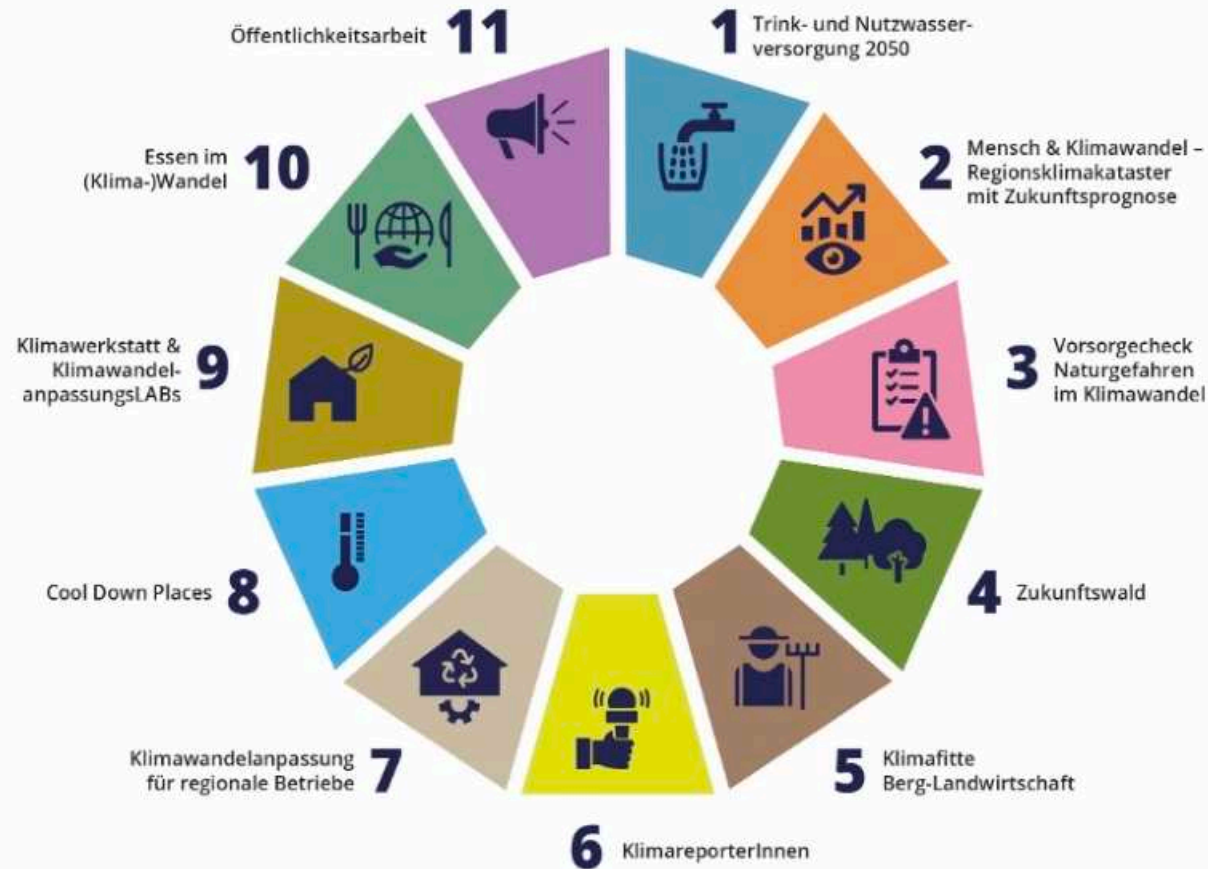 1
Trink- und Nutzwasser-
versorgung 2050
2
Mensch & Klimawandel –
Regionsklimakataster
mit Zukunftsprognose
3
Vorsorgecheck
Naturgefahren
im Klimawandel
4
Zukunftswald
5
Klimafitte
Berg-Landwirtschaft
6
KlimareporterInnen
7
Klimawandelanpassung
für regionale Betriebe
8
Cool Down Places
9
Klimawerkstatt &
Klimawandel-
anpassungsLABs
10
Essen im
(Klima-)Wandel
11
Öffentlichkeitsarbeit